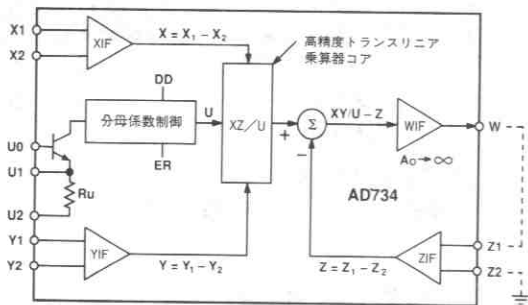 X1
X2
XIF
X = X₁ − X₂
高精度トランスリニア
乗算器コア
DD
分母係数制御
U
XZ／U
+
Σ
−
XY/U − Z
WIF
A₀ → ∞
W
U0
U1
U2
Ru
ER
AD734
Y1
Y2
YIF
Y = Y₁ − Y₂
Z = Z₁ − Z₂
ZIF
Z1
Z2